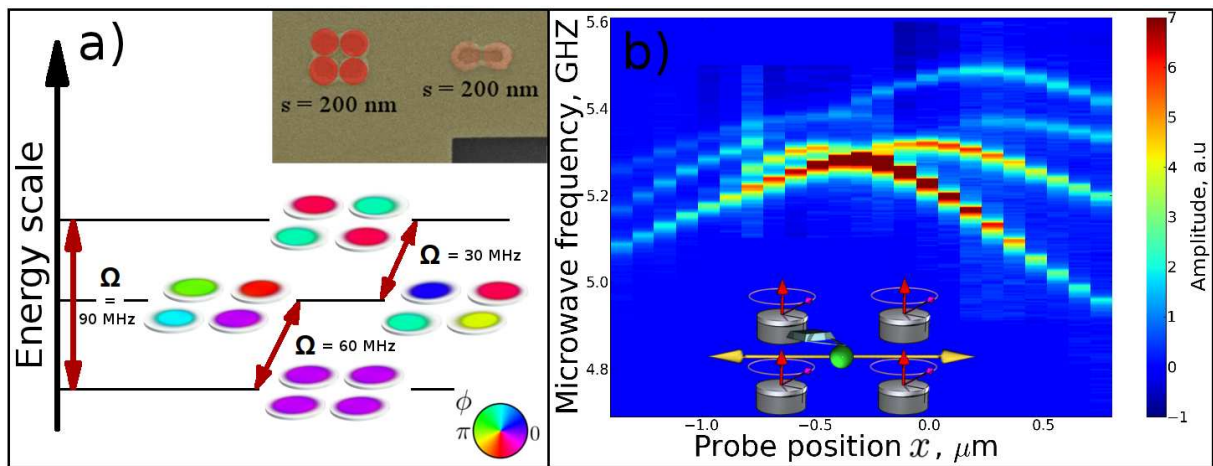 a)
s = 200 nm
s = 200 nm
Energy scale
Ω
=
90 MHz
Ω = 30 MHz
Ω = 60 MHz
ϕ
π
0
b)
Microwave frequency, GHZ
5.6
5.4
5.2
5.0
4.8
−1.0
−0.5
0.0
0.5
Probe position x, μm
7
6
5
4
3
2
1
0
−1
Amplitude, a.u